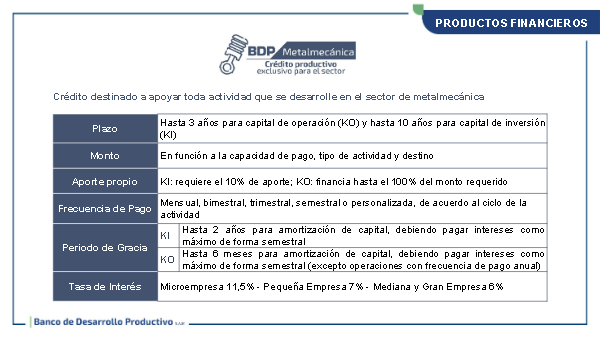 PRODUCTOS FINANCIEROS
BDP Metalmecánica
Crédito productivo
exclusivo para el sector
Crédito destinado a apoyar toda actividad que se desarrolle en el sector de metalmecánica
Plazo
Hasta 3 años para capital de operación (KO) y hasta 10 años para capital de inversión
(KI)
Monto
En función a la capacidad de pago, tipo de actividad y destino
Aporte propio
KI: requiere el 10% de aporte; KO: financia hasta el 100% del monto requerido
Frecuencia de Pago
Mensual, bimestral, trimestral, semestral o personalizada, de acuerdo al ciclo de la
actividad
Periodo de Gracia
KI
Hasta 2 años para amortización de capital, debiendo pagar intereses como
máximo de forma semestral
KO
Hasta 6 meses para amortización de capital, debiendo pagar intereses como
máximo de forma semestral (excepto operaciones con frecuencia de pago anual)
Tasa de Interés
Microempresa 11,5% - Pequeña Empresa 7% - Mediana y Gran Empresa 6%
Banco de Desarrollo Productivo S.A.M.